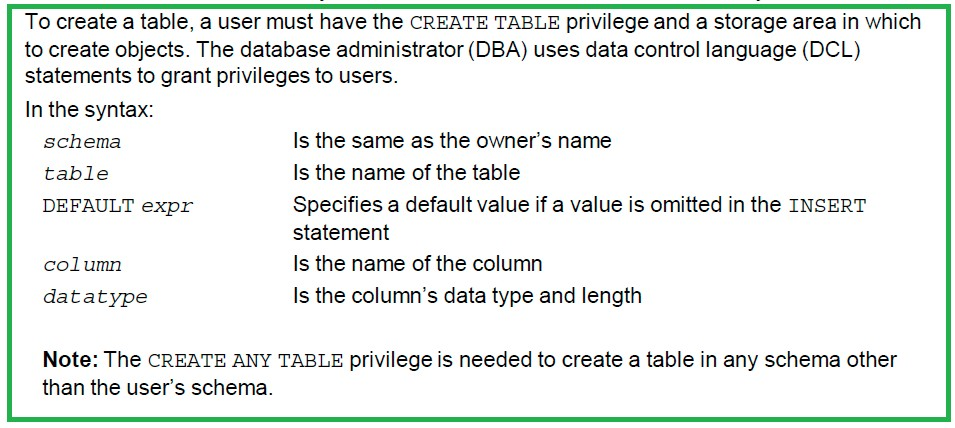 To create a table, a user must have the CREATE TABLE privilege and a storage area in which
to create objects. The database administrator (DBA) uses data control language (DCL)
statements to grant privileges to users.
In the syntax:
schema Is the same as the owner's name
table Is the name of the table
DEFAULT expr Specifies a default value if a value is omitted in the INSERT
statement
column Is the name of the column
datatype Is the column's data type and length
Note: The CREATE ANY TABLE privilege is needed to create a table in any schema other
than the user's schema.